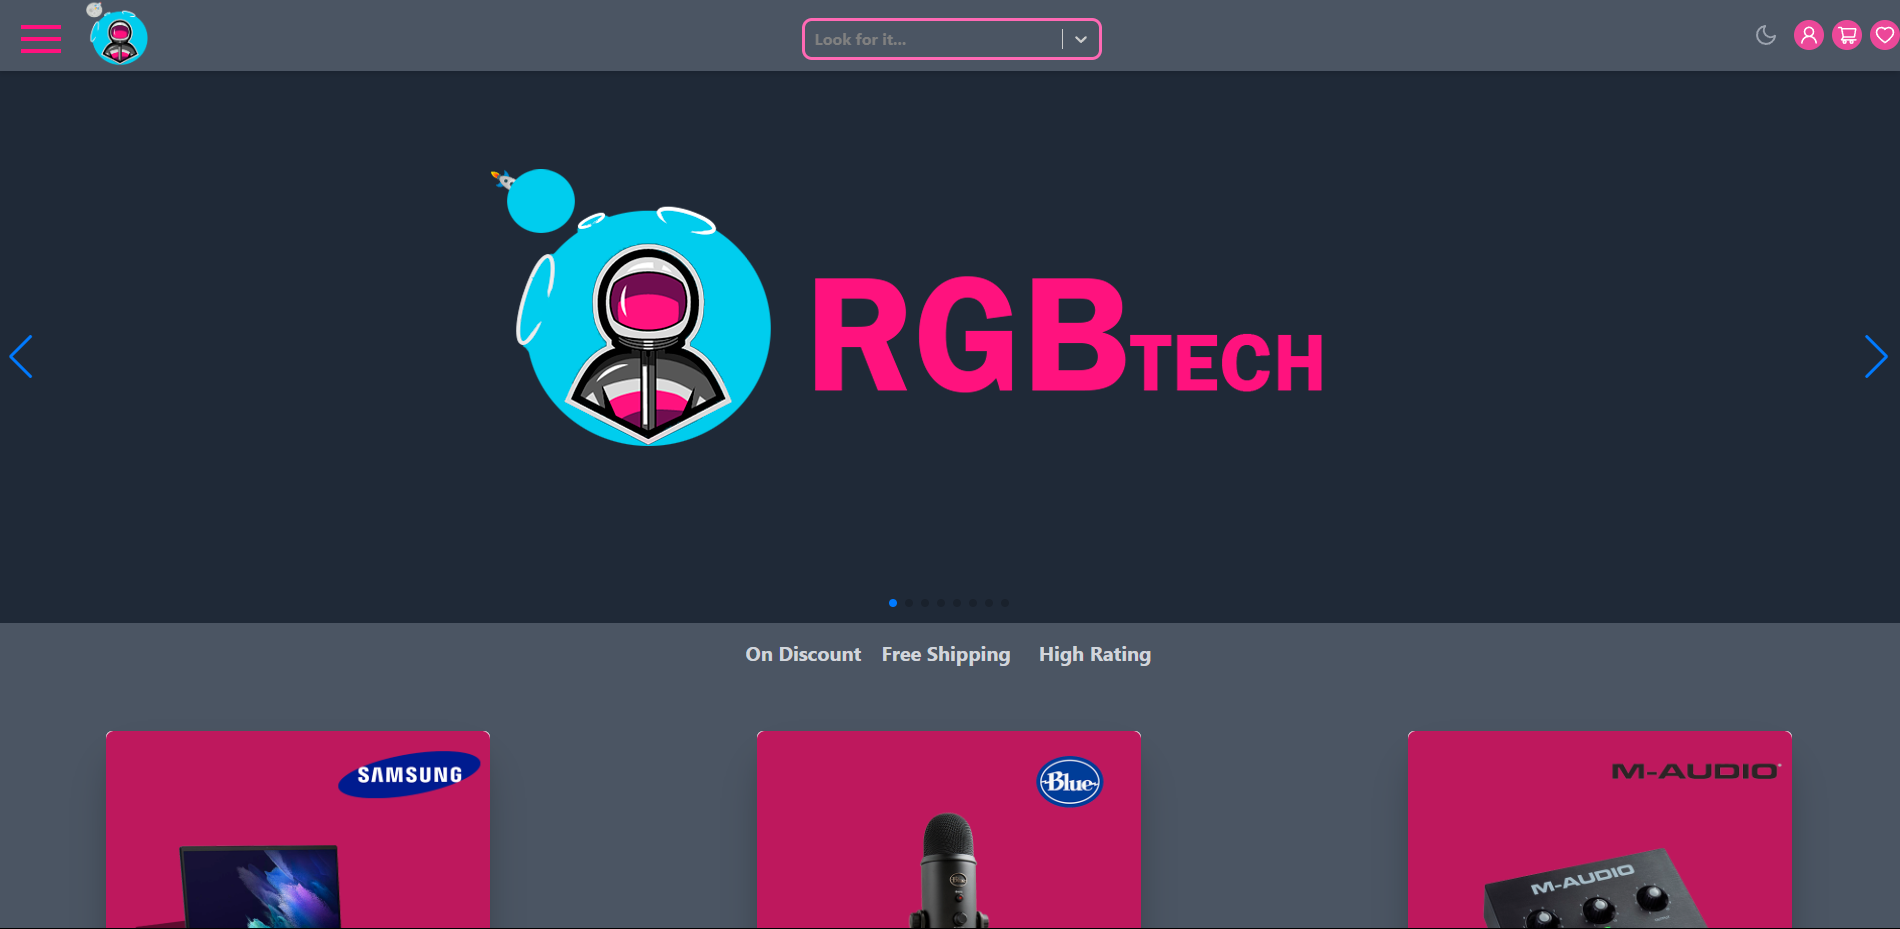 Look for it...
RGBTECH
On Discount Free Shipping High Rating
SAMSUNG
Blue
M-AUDIO
M-AUDIO